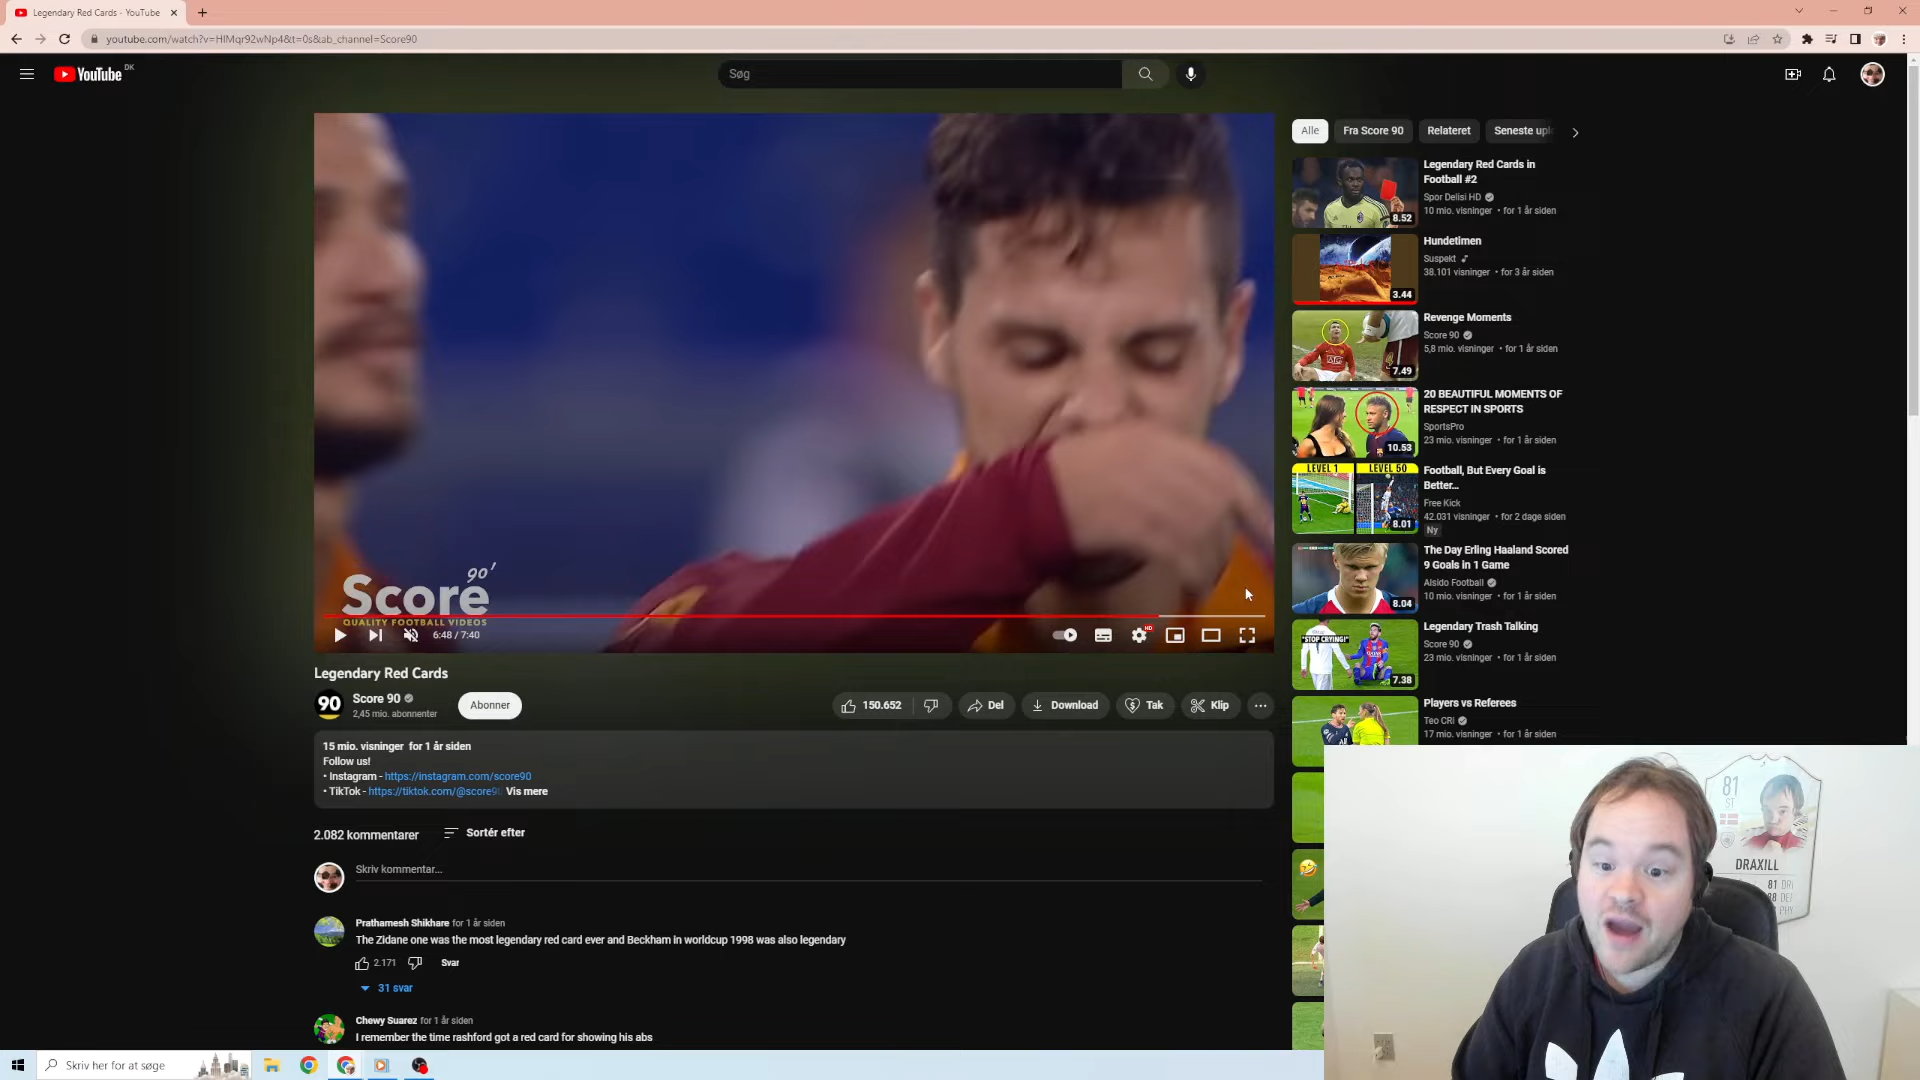 Legendary Red Cards - YouTube
youtube.com/watch?v=HIMqr92wNp4&t=0s&ab_channel=Score90
YouTube DK
Søg
Score 90'
QUALITY FOOTBALL VIDEOS
6:48 / 7:40
HD
Legendary Red Cards
90
Score 90
2,45 mio. abonnenter
Abonner
150.652
Del
Download
Tak
Klip
15 mio. visninger for 1 år siden
Follow us!
• Instagram - https://instagram.com/score90
• TikTok - https://tiktok.com/@score90 Vis mere
2.082 kommentarer
Sortér efter
Skriv kommentar...
Prathamesh Shikhare for 1 år siden
The Zidane one was the most legendary red card ever and Beckham in worldcup 1998 was also legendary
2.171
Svar
31 svar
Chewy Suarez for 1 år siden
I remember the time rashford got a red card for showing his abs
Alle
Fra Score 90
Relateret
Seneste upl
Legendary Red Cards in
Football #2
Spor Delisi HD
10 mio. visninger • for 1 år siden
8.52
Hundetimen
Suspekt
38.101 visninger • for 3 år siden
3.44
Revenge Moments
Score 90
5,8 mio. visninger • for 1 år siden
7.49
20 BEAUTIFUL MOMENTS OF
RESPECT IN SPORTS
SportsPro
23 mio. visninger • for 1 år siden
10.53
LEVEL 1 LEVEL 50
Football, But Every Goal is
Better...
Free Kick
42.031 visninger • for 2 dage siden
Ny
8.01
The Day Erling Haaland Scored
9 Goals in 1 Game
Alsido Football
10 mio. visninger • for 1 år siden
8.04
"STOP CRYING!"
Legendary Trash Talking
Score 90
23 mio. visninger • for 1 år siden
7.38
Players vs Referees
Teo CRi
17 mio. visninger • for 1 år siden
81
ST
DRAXILL
81 DRI
88 DEF
PHY
Skriv her for at søge